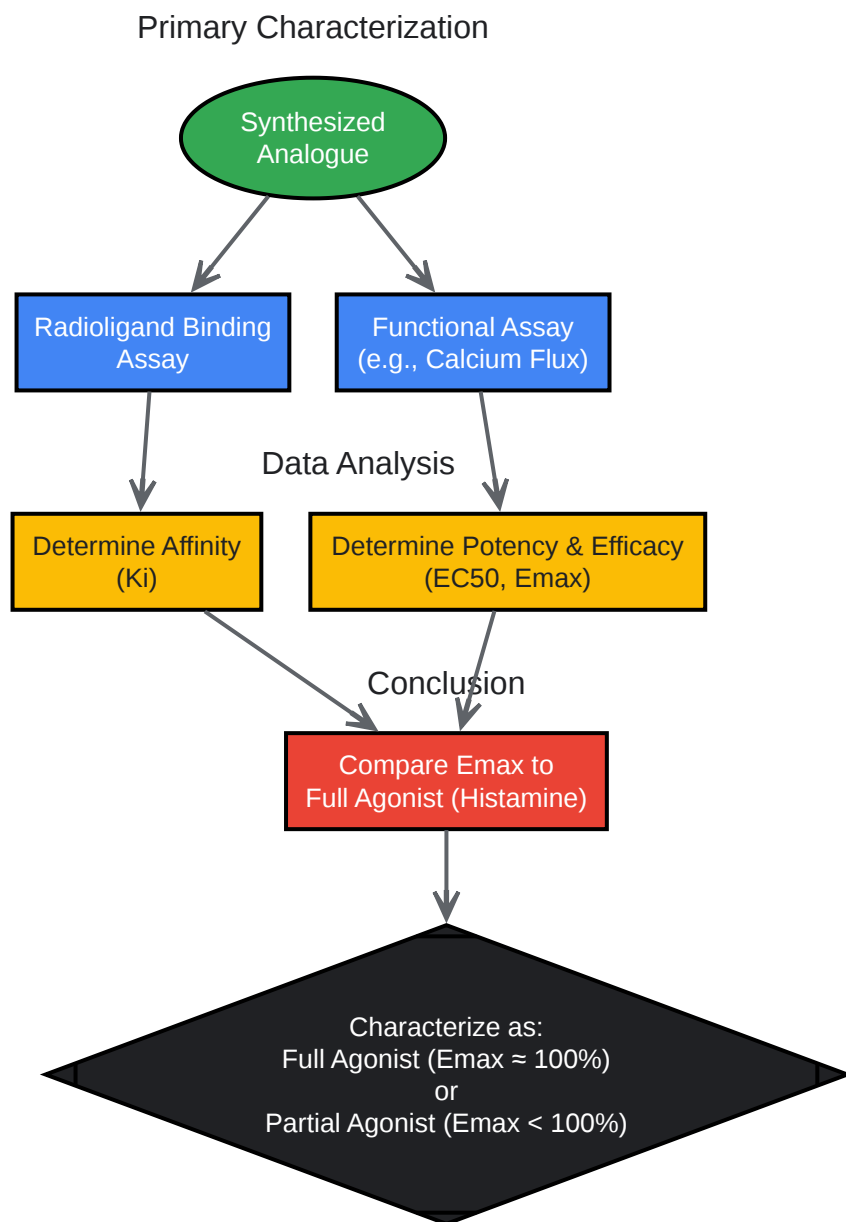 Primary Characterization
Synthesized
Analogue
Radioligand Binding
Assay
Functional Assay
(e.g., Calcium Flux)
Data Analysis
Determine Affinity
(Ki)
Determine Potency & Efficacy
(EC50, Emax)
Conclusion
Compare Emax to
Full Agonist (Histamine)
Characterize as:
Full Agonist (Emax ≈ 100%)
or
Partial Agonist (Emax < 100%)